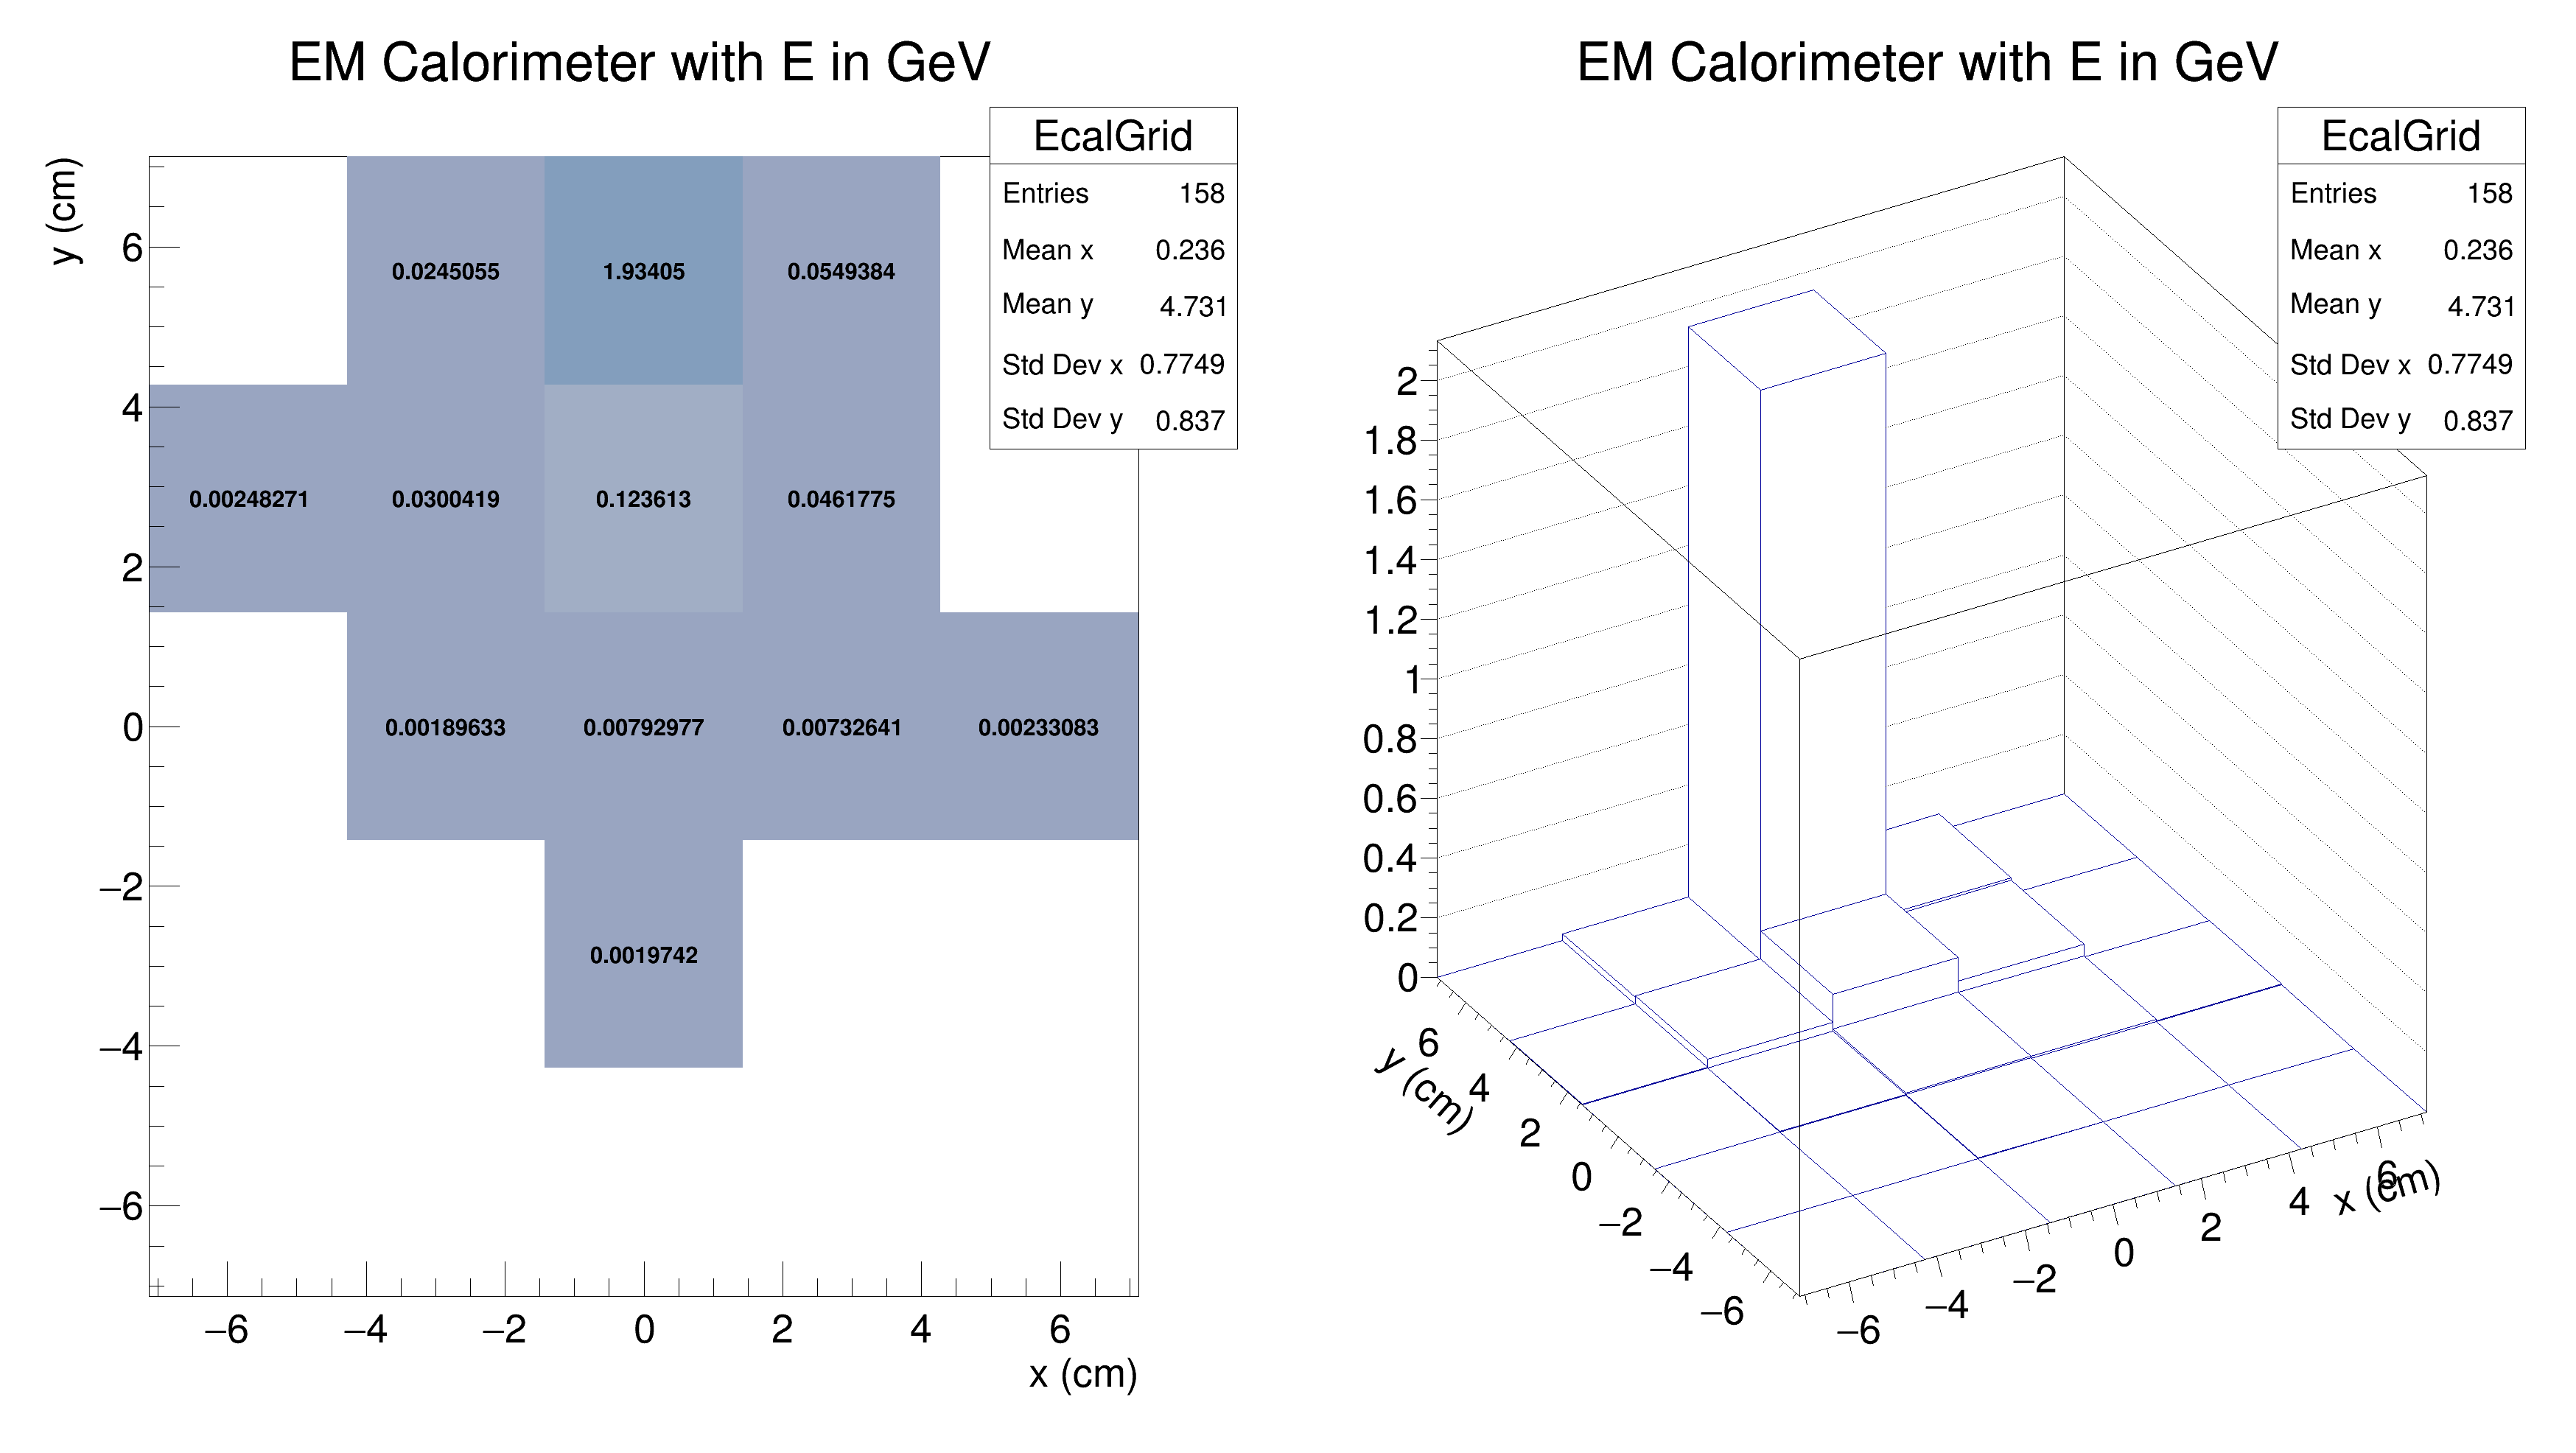 EM Calorimeter with E in GeV
EcalGrid
Entries 158
Mean x 0.236
Mean y 4.731
Std Dev x 0.7749
Std Dev y 0.837
y (cm)
6
4
2
0
−2
−4
−6
0.0245055 1.93405 0.0549384
0.00248271 0.0300419 0.123613 0.0461775
0.00189633 0.00792977 0.00732641 0.00233083
0.0019742
−6 −4 −2 0 2 4 6
x (cm)
EM Calorimeter with E in GeV
EcalGrid
Entries 158
Mean x 0.236
Mean y 4.731
Std Dev x 0.7749
Std Dev y 0.837
2
1.8
1.6
1.4
1.2
1
0.8
0.6
0.4
0.2
0
y (cm)
6
4
2
0
−2
−4
−6
−6 −4 −2 0 2 4 6
x (cm)